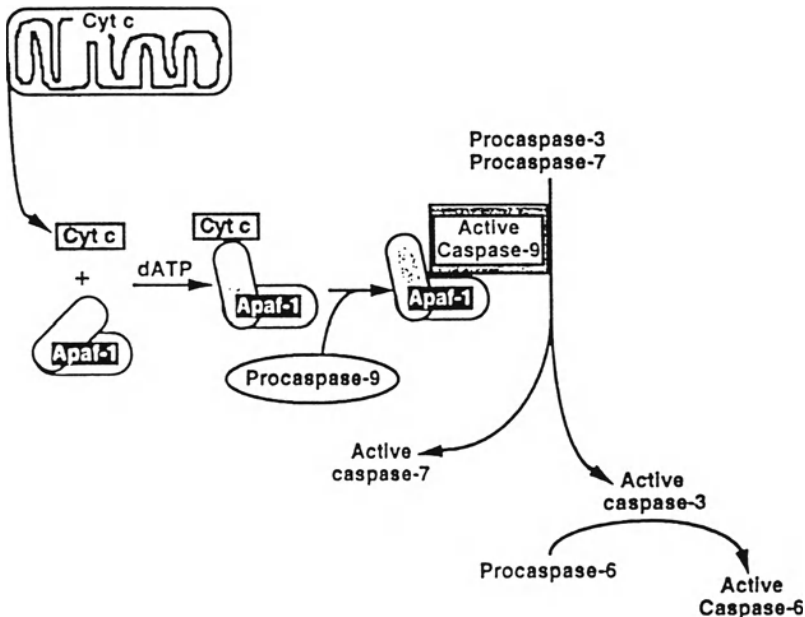 Cyt c
Procaspase-3
Procaspase-7
Cyt c
+
Apaf-1
dATP
Cyt c
Apaf-1
Procaspase-9
Active
Caspase-9
Apaf-1
Active
caspase-7
Active
caspase-3
Procaspase-6
Active
Caspase-6